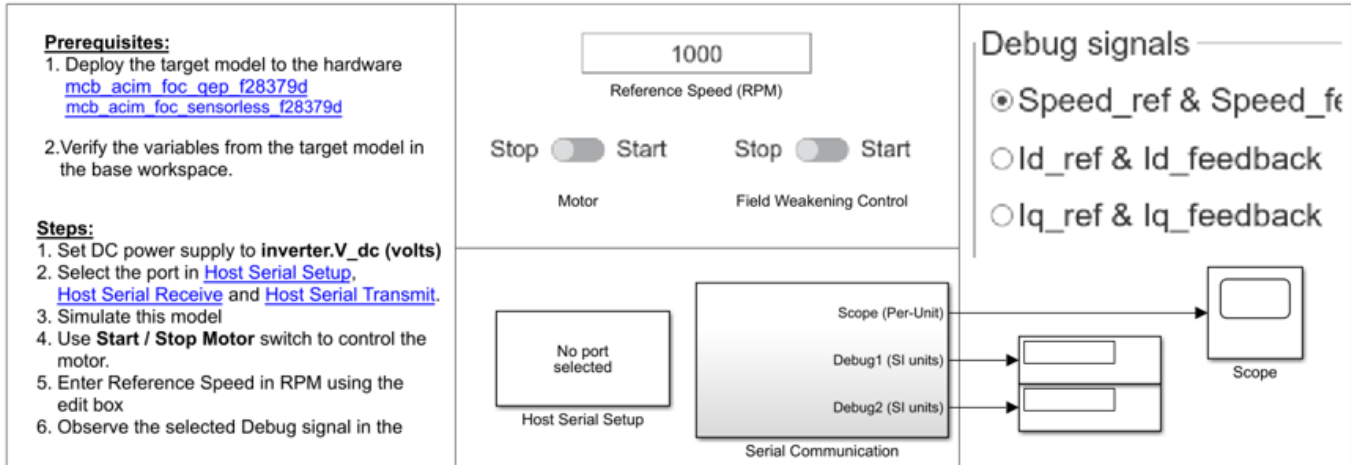 Prerequisites:
1. Deploy the target model to the hardware
mcb_acim_foc_qep_f28379d
mcb_acim_foc_sensorless_f28379d
2.Verify the variables from the target model in
the base workspace.
Steps:
1. Set DC power supply to inverter.V_dc (volts)
2. Select the port in Host Serial Setup,
Host Serial Receive and Host Serial Transmit.
3. Simulate this model
4. Use Start / Stop Motor switch to control the
motor.
5. Enter Reference Speed in RPM using the
edit box
6. Observe the selected Debug signal in the
1000
Reference Speed (RPM)
Stop Start
Motor
Stop Start
Field Weakening Control
Debug signals
Speed_ref & Speed_fe
Id_ref & Id_feedback
Iq_ref & Iq_feedback
No port
selected
Host Serial Setup
Scope (Per-Unit)
Debug1 (SI units)
Debug2 (SI units)
Serial Communication
Scope